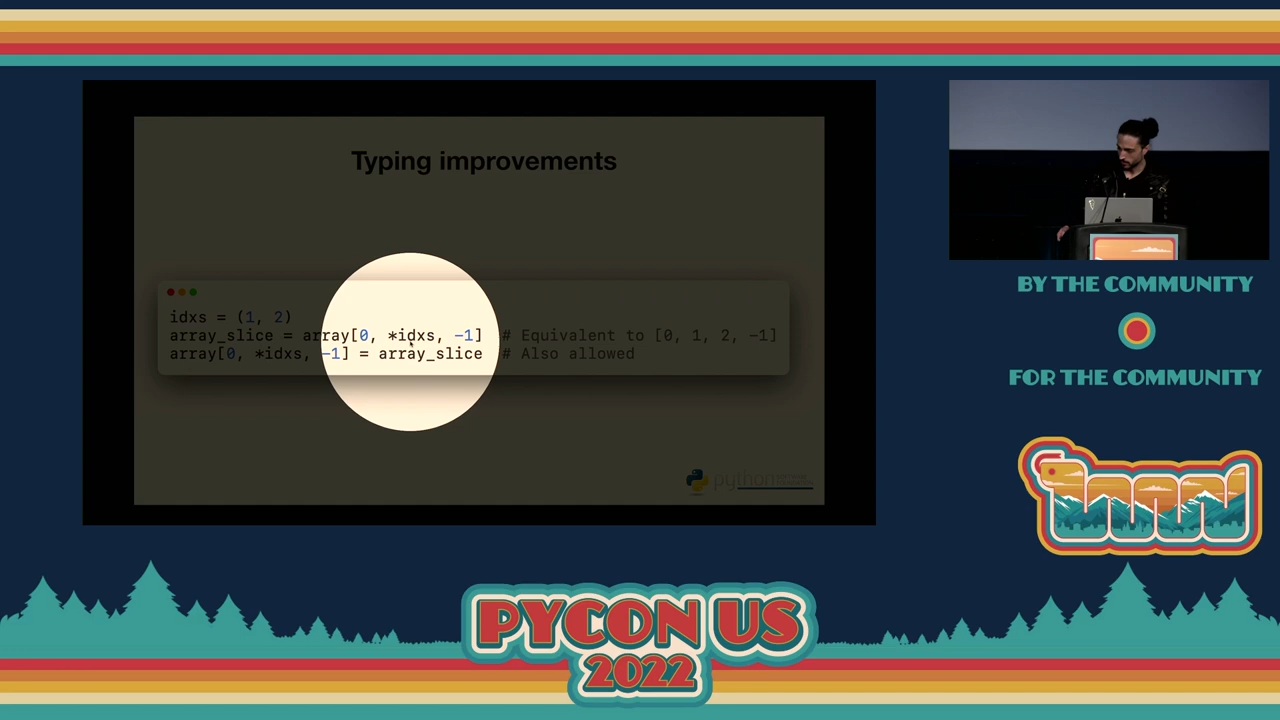 Typing improvements
idxs = (1, 2)
array_slice = array[0, *idxs, -1]  # Equivalent to [0, 1, 2, -1]
array[0, *idxs, -1] = array_slice  # Also allowed
python
BY THE COMMUNITY
FOR THE COMMUNITY
PYCON US
2022